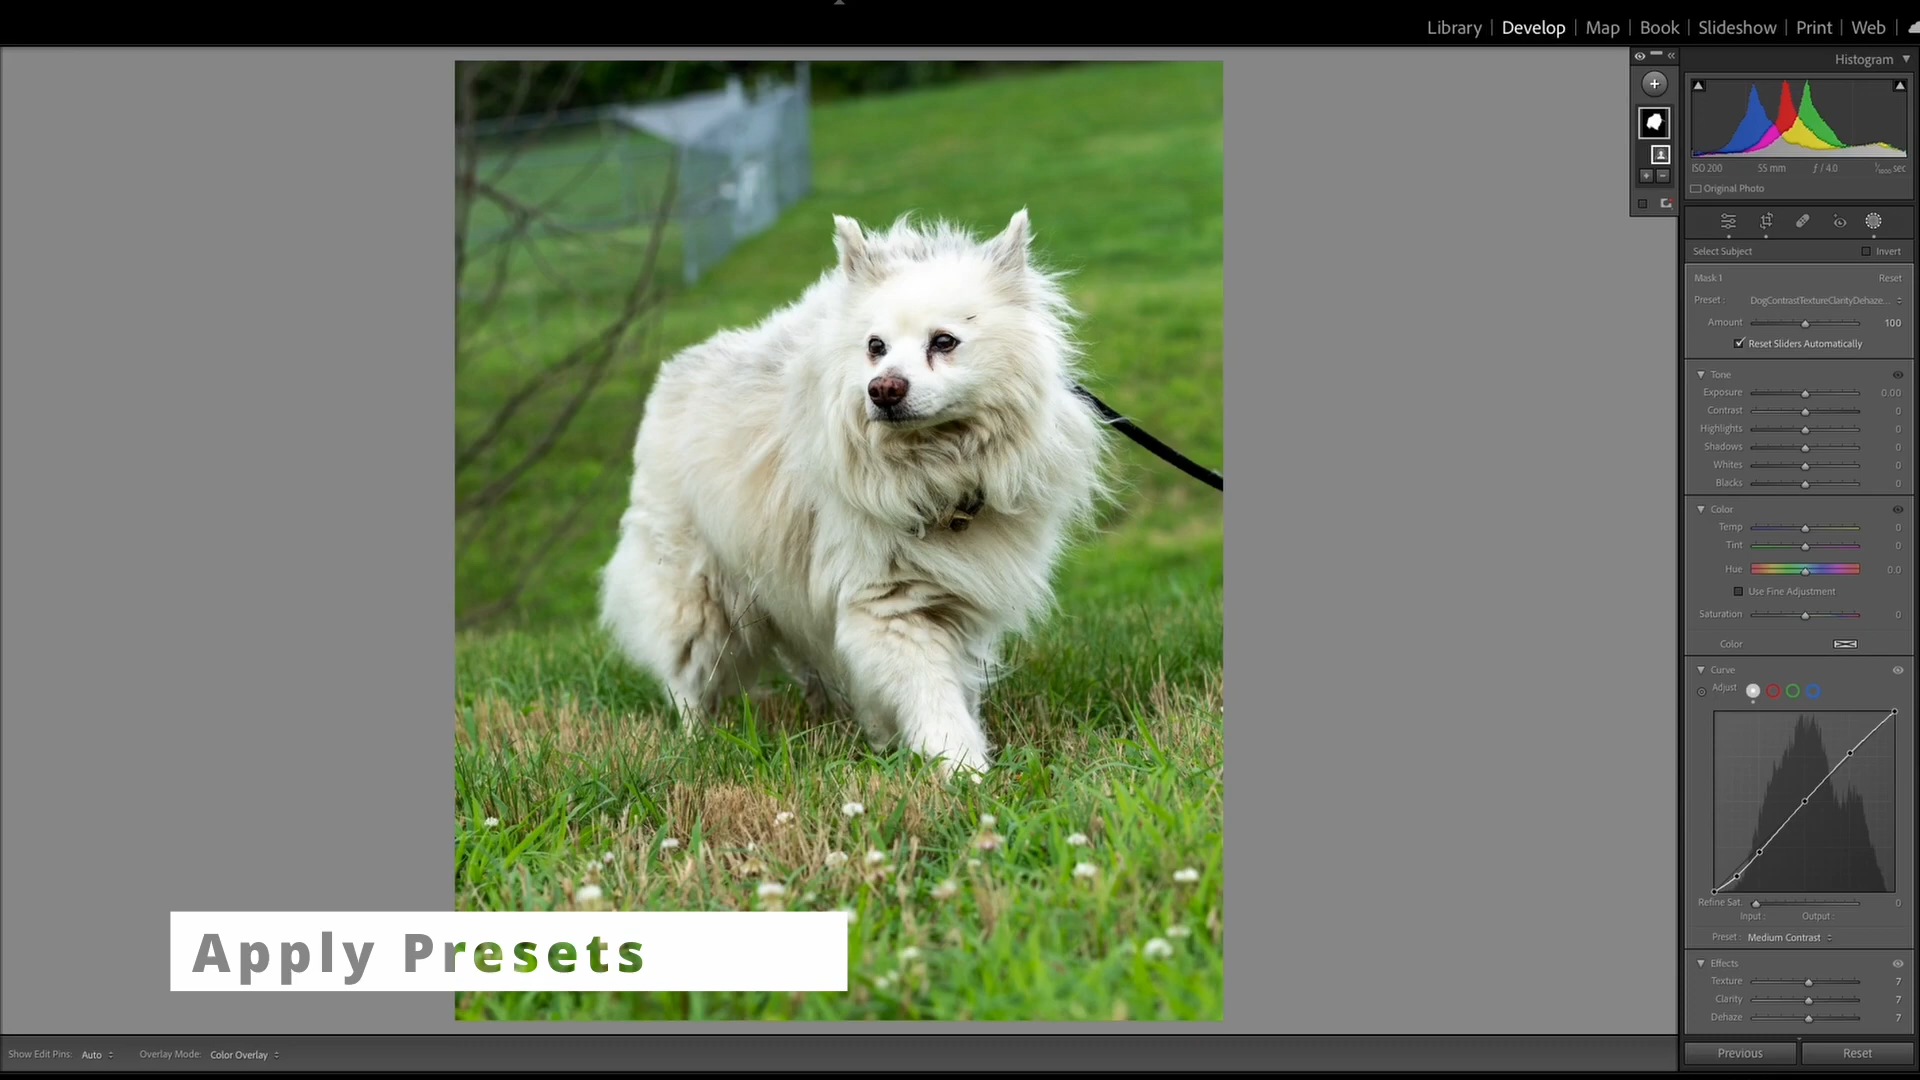 Library | Develop | Map | Book | Slideshow | Print | Web |
Histogram
ISO 200 55 mm ƒ / 4.0 1/1000 sec
Original Photo
Select Subject Invert
Mask 1 Reset
Preset : DogContrastTextureClarityDehaze...
Amount 100
Reset Sliders Automatically
Tone
Exposure 0.00
Contrast 0
Highlights 0
Shadows 0
Whites 0
Blacks 0
Color
Temp 0
Tint 0
Hue 0.0
Use Fine Adjustment
Saturation 0
Color
Curve
Adjust
Refine Sat. 0
Input : Output :
Preset : Medium Contrast
Effects
Texture 7
Clarity 7
Dehaze 7
Previous Reset
Apply Presets
Show Edit Pins: Auto Overlay Mode: Color Overlay